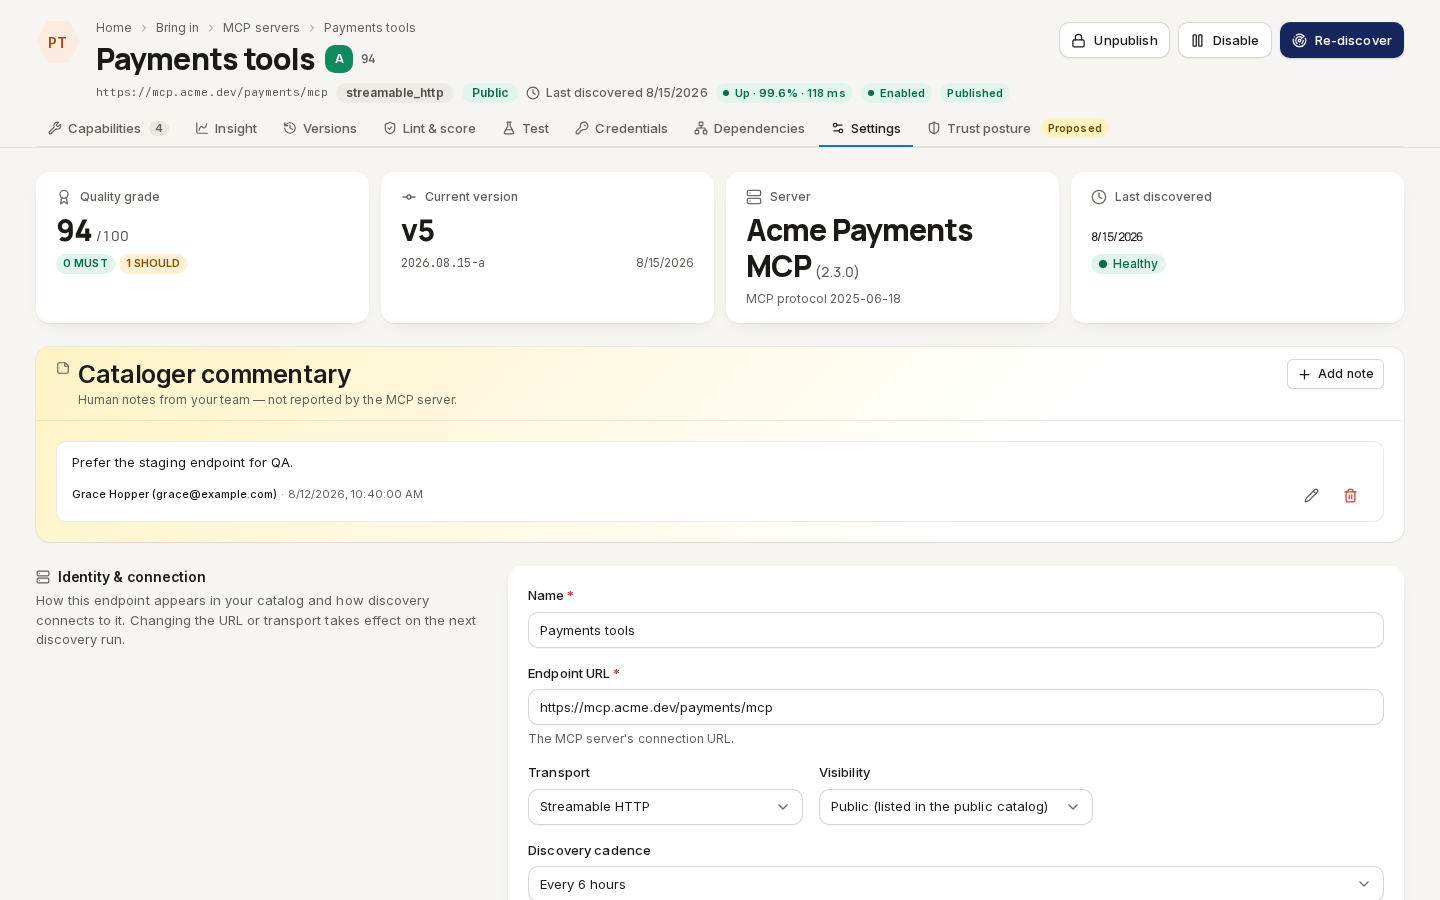 PT
Home > Bring in > MCP servers > Payments tools
Payments tools A 94
https://mcp.acme.dev/payments/mcp streamable_http Public Last discovered 8/15/2026 Up · 99.6% · 118 ms Enabled Published
Unpublish Disable Re-discover
Capabilities 4 Insight Versions Lint & score Test Credentials Dependencies Settings Trust posture Proposed
Quality grade
94 /100
0 MUST 1 SHOULD
Current version
v5
2026.08.15-a 8/15/2026
Server
Acme Payments
MCP (2.3.0)
MCP protocol 2025-06-18
Last discovered
8/15/2026
Healthy
Cataloger commentary
Human notes from your team — not reported by the MCP server.
Add note
Prefer the staging endpoint for QA.
Grace Hopper (grace@example.com) · 8/12/2026, 10:40:00 AM
Identity & connection
How this endpoint appears in your catalog and how discovery
connects to it. Changing the URL or transport takes effect on the next
discovery run.
Name *
Payments tools
Endpoint URL *
https://mcp.acme.dev/payments/mcp
The MCP server's connection URL.
Transport Visibility
Streamable HTTP Public (listed in the public catalog)
Discovery cadence
Every 6 hours